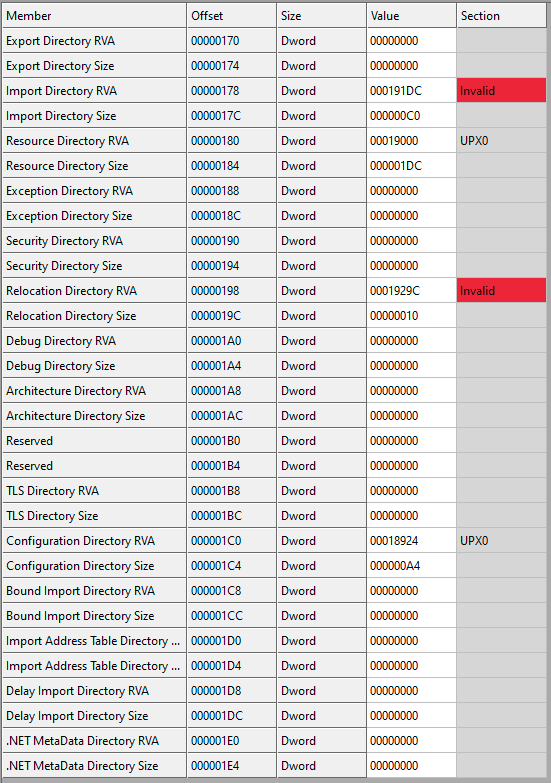 Member Offset Size Value Section
Export Directory RVA 00000170 Dword 00000000
Export Directory Size 00000174 Dword 00000000
Import Directory RVA 00000178 Dword 000191DC Invalid
Import Directory Size 0000017C Dword 000000C0
Resource Directory RVA 00000180 Dword 00019000 UPX0
Resource Directory Size 00000184 Dword 000001DC
Exception Directory RVA 00000188 Dword 00000000
Exception Directory Size 0000018C Dword 00000000
Security Directory RVA 00000190 Dword 00000000
Security Directory Size 00000194 Dword 00000000
Relocation Directory RVA 00000198 Dword 0001929C Invalid
Relocation Directory Size 0000019C Dword 00000010
Debug Directory RVA 000001A0 Dword 00000000
Debug Directory Size 000001A4 Dword 00000000
Architecture Directory RVA 000001A8 Dword 00000000
Architecture Directory Size 000001AC Dword 00000000
Reserved 000001B0 Dword 00000000
Reserved 000001B4 Dword 00000000
TLS Directory RVA 000001B8 Dword 00000000
TLS Directory Size 000001BC Dword 00000000
Configuration Directory RVA 000001C0 Dword 00018924 UPX0
Configuration Directory Size 000001C4 Dword 000000A4
Bound Import Directory RVA 000001C8 Dword 00000000
Bound Import Directory Size 000001CC Dword 00000000
Import Address Table Directory ... 000001D0 Dword 00000000
Import Address Table Directory ... 000001D4 Dword 00000000
Delay Import Directory RVA 000001D8 Dword 00000000
Delay Import Directory Size 000001DC Dword 00000000
.NET MetaData Directory RVA 000001E0 Dword 00000000
.NET MetaData Directory Size 000001E4 Dword 00000000